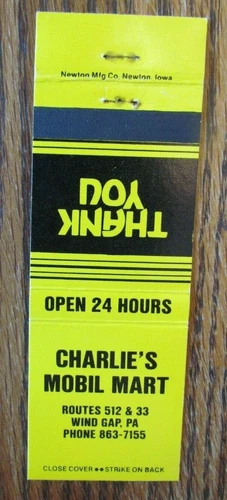 Newton Mfg Co. Newton, Iowa
THANK
YOU
OPEN 24 HOURS
CHARLIE'S
MOBIL MART
ROUTES 512 & 33
WIND GAP, PA
PHONE 863-7155
CLOSE COVER ●● STRIKE ON BACK